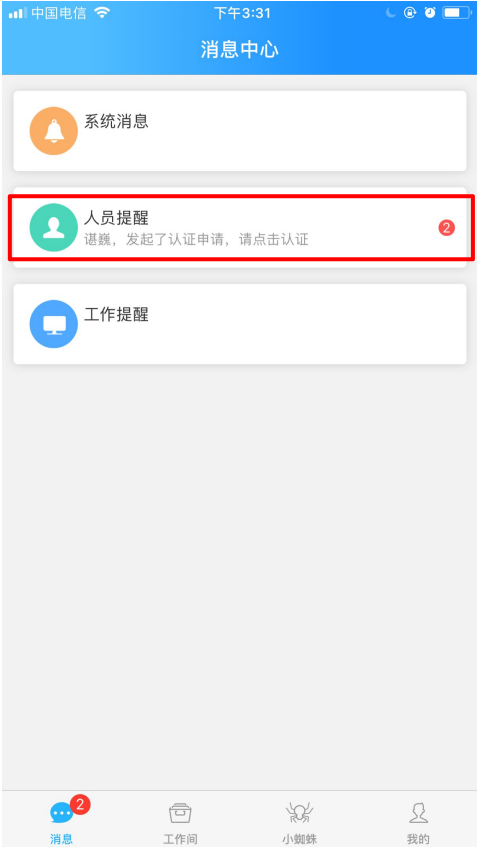 中国电信
下午3:31
消息中心
系统消息
人员提醒
谌巍，发起了认证申请，请点击认证
2
工作提醒
2
消息
工作间
小蜘蛛
我的